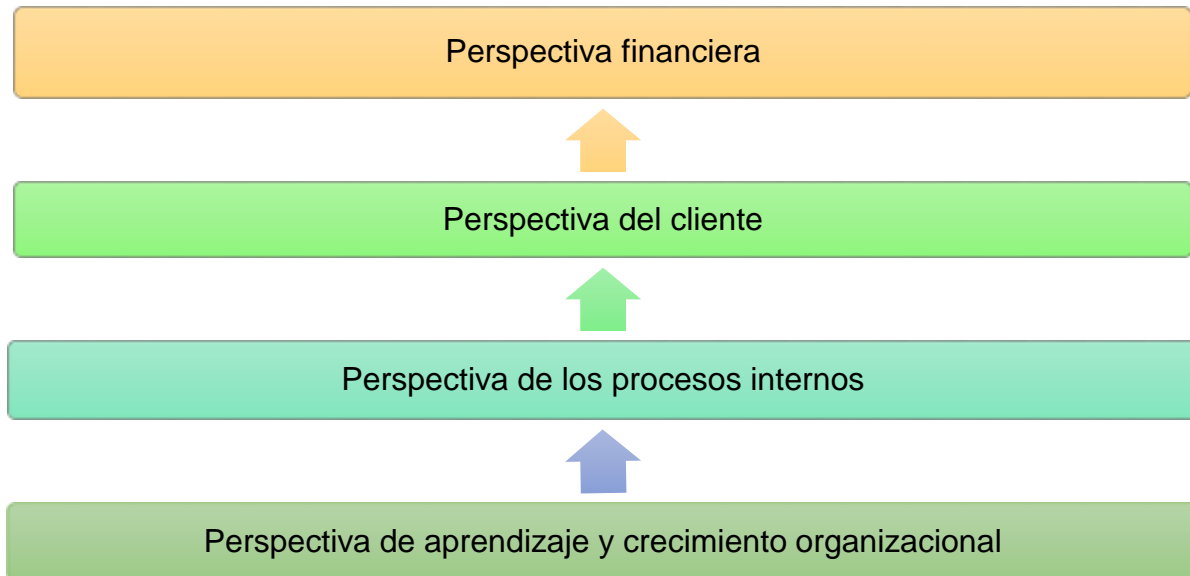 Perspectiva financiera
Perspectiva del cliente
Perspectiva de los procesos internos
Perspectiva de aprendizaje y crecimiento organizacional